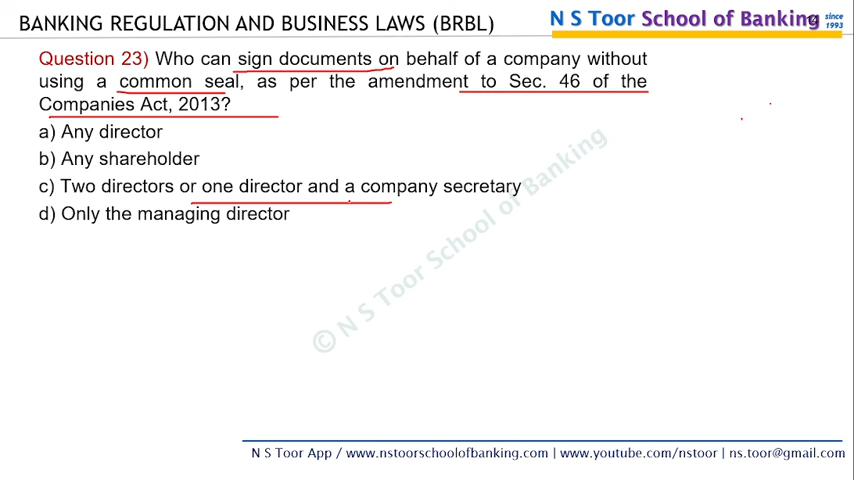 BANKING REGULATION AND BUSINESS LAWS (BRBL)
N S Toor School of Banking since 1993
14
Question 23) Who can sign documents on behalf of a company without
using a common seal, as per the amendment to Sec. 46 of the
Companies Act, 2013?
a) Any director
b) Any shareholder
c) Two directors or one director and a company secretary
d) Only the managing director
© N S Toor School of Banking
N S Toor App / www.nstoorschoolofbanking.com | www.youtube.com/nstoor | ns.toor@gmail.com